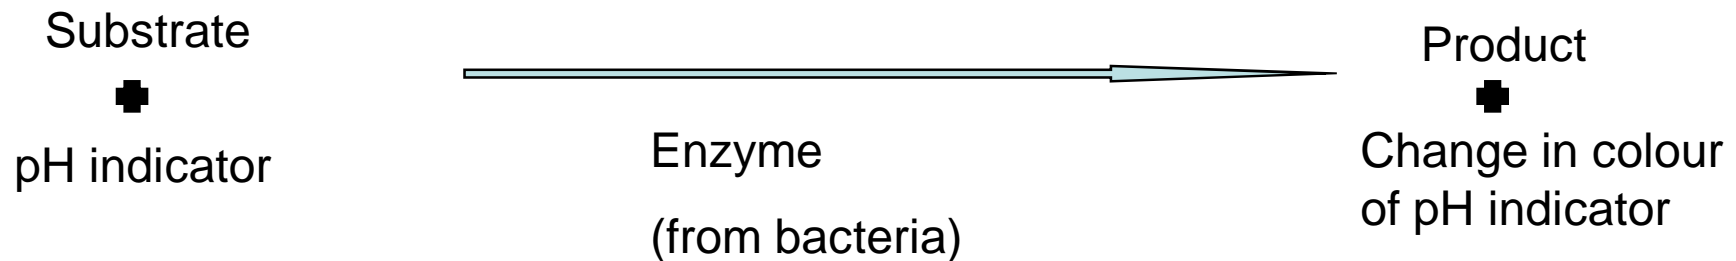 Substrate
pH indicator
Enzyme
(from bacteria)
Product
Change in colour
of pH indicator